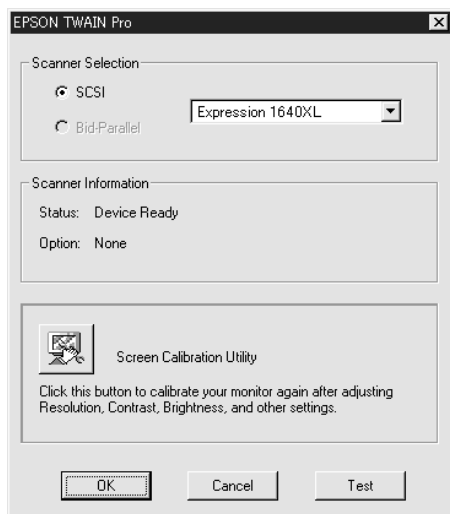 EPSON TWAIN Pro
Scanner Selection
SCSI
Expression 1640XL
Bid-Parallel
Scanner Information
Status: Device Ready
Option: None
Screen Calibration Utility
Click this button to calibrate your monitor again after adjusting
Resolution, Contrast, Brightness, and other settings.
OK Cancel Test